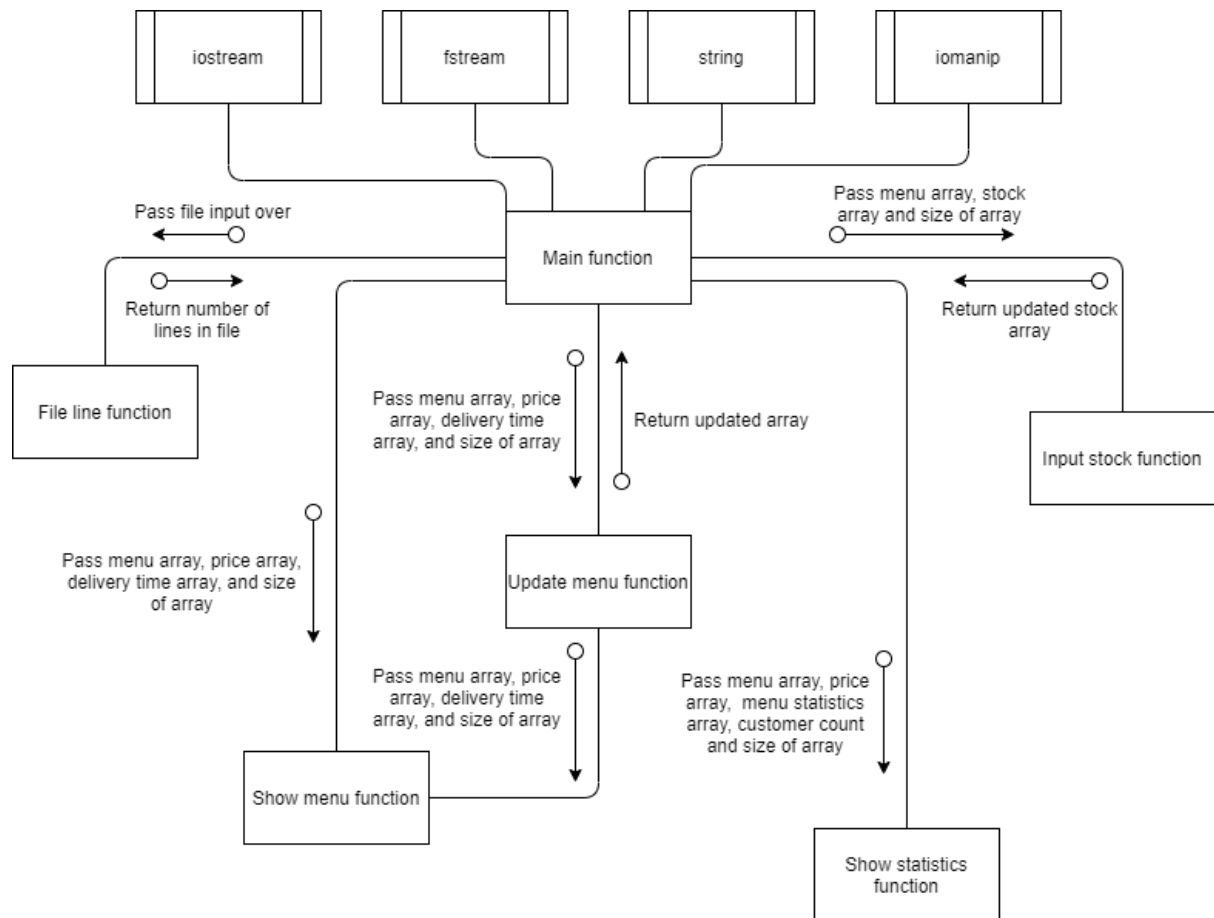 iostream
fstream
string
iomanip
Pass file input over
Pass menu array, stock
array and size of array
Main function
Return number of
lines in file
Return updated stock
array
File line function
Pass menu array, price
array, delivery time
array, and size of array
Return updated array
Input stock function
Pass menu array, price array,
delivery time array, and size
of array
Update menu function
Pass menu array, price
array, delivery time
array, and size of array
Pass menu array, price
array,  menu statistics
array, customer count
and size of array
Show menu function
Show statistics
function